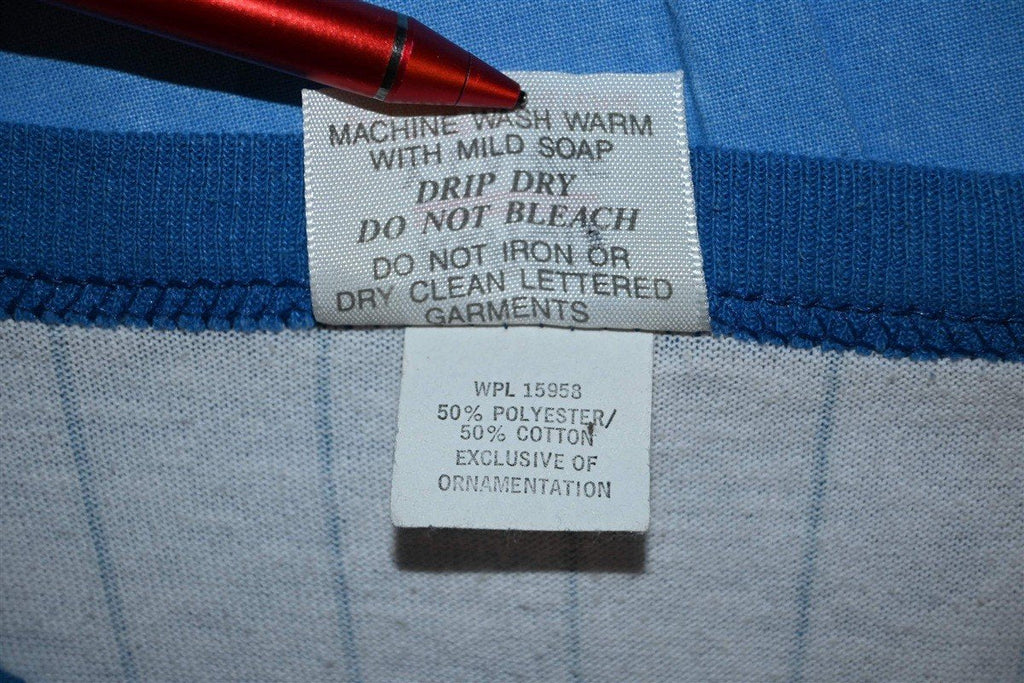 MACHINE WASH WARM
WITH MILD SOAP
DRIP DRY
DO NOT BLEACH
DO NOT IRON OR
DRY CLEAN LETTERED
GARMENTS
WPL 15958
50% POLYESTER/
50% COTTON
EXCLUSIVE OF
ORNAMENTATION